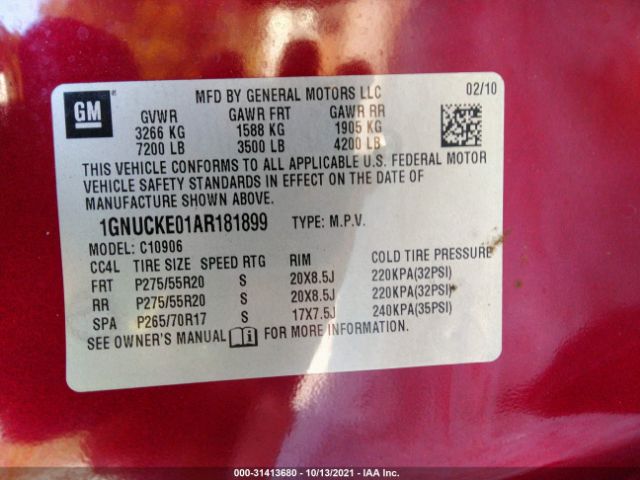 GM
MFD BY GENERAL MOTORS LLC 02/10
GVWR GAWR FRT GAWR RR
3266 KG 1588 KG 1905 KG
7200 LB 3500 LB 4200 LB
THIS VEHICLE CONFORMS TO ALL APPLICABLE U.S. FEDERAL MOTOR
VEHICLE SAFETY STANDARDS IN EFFECT ON THE DATE OF
MANUFACTURE SHOWN ABOVE.
1GNUCKE01AR181899 TYPE: M.P.V.
MODEL: C10906
CC4L TIRE SIZE SPEED RTG RIM COLD TIRE PRESSURE
FRT P275/55R20 S 20X8.5J 220KPA(32PSI)
RR P275/55R20 S 20X8.5J 220KPA(32PSI)
SPA P265/70R17 S 17X7.5J 240KPA(35PSI)
SEE OWNER'S MANUAL i FOR MORE INFORMATION.
000-31413680 - 10/13/2021 - IAA Inc.